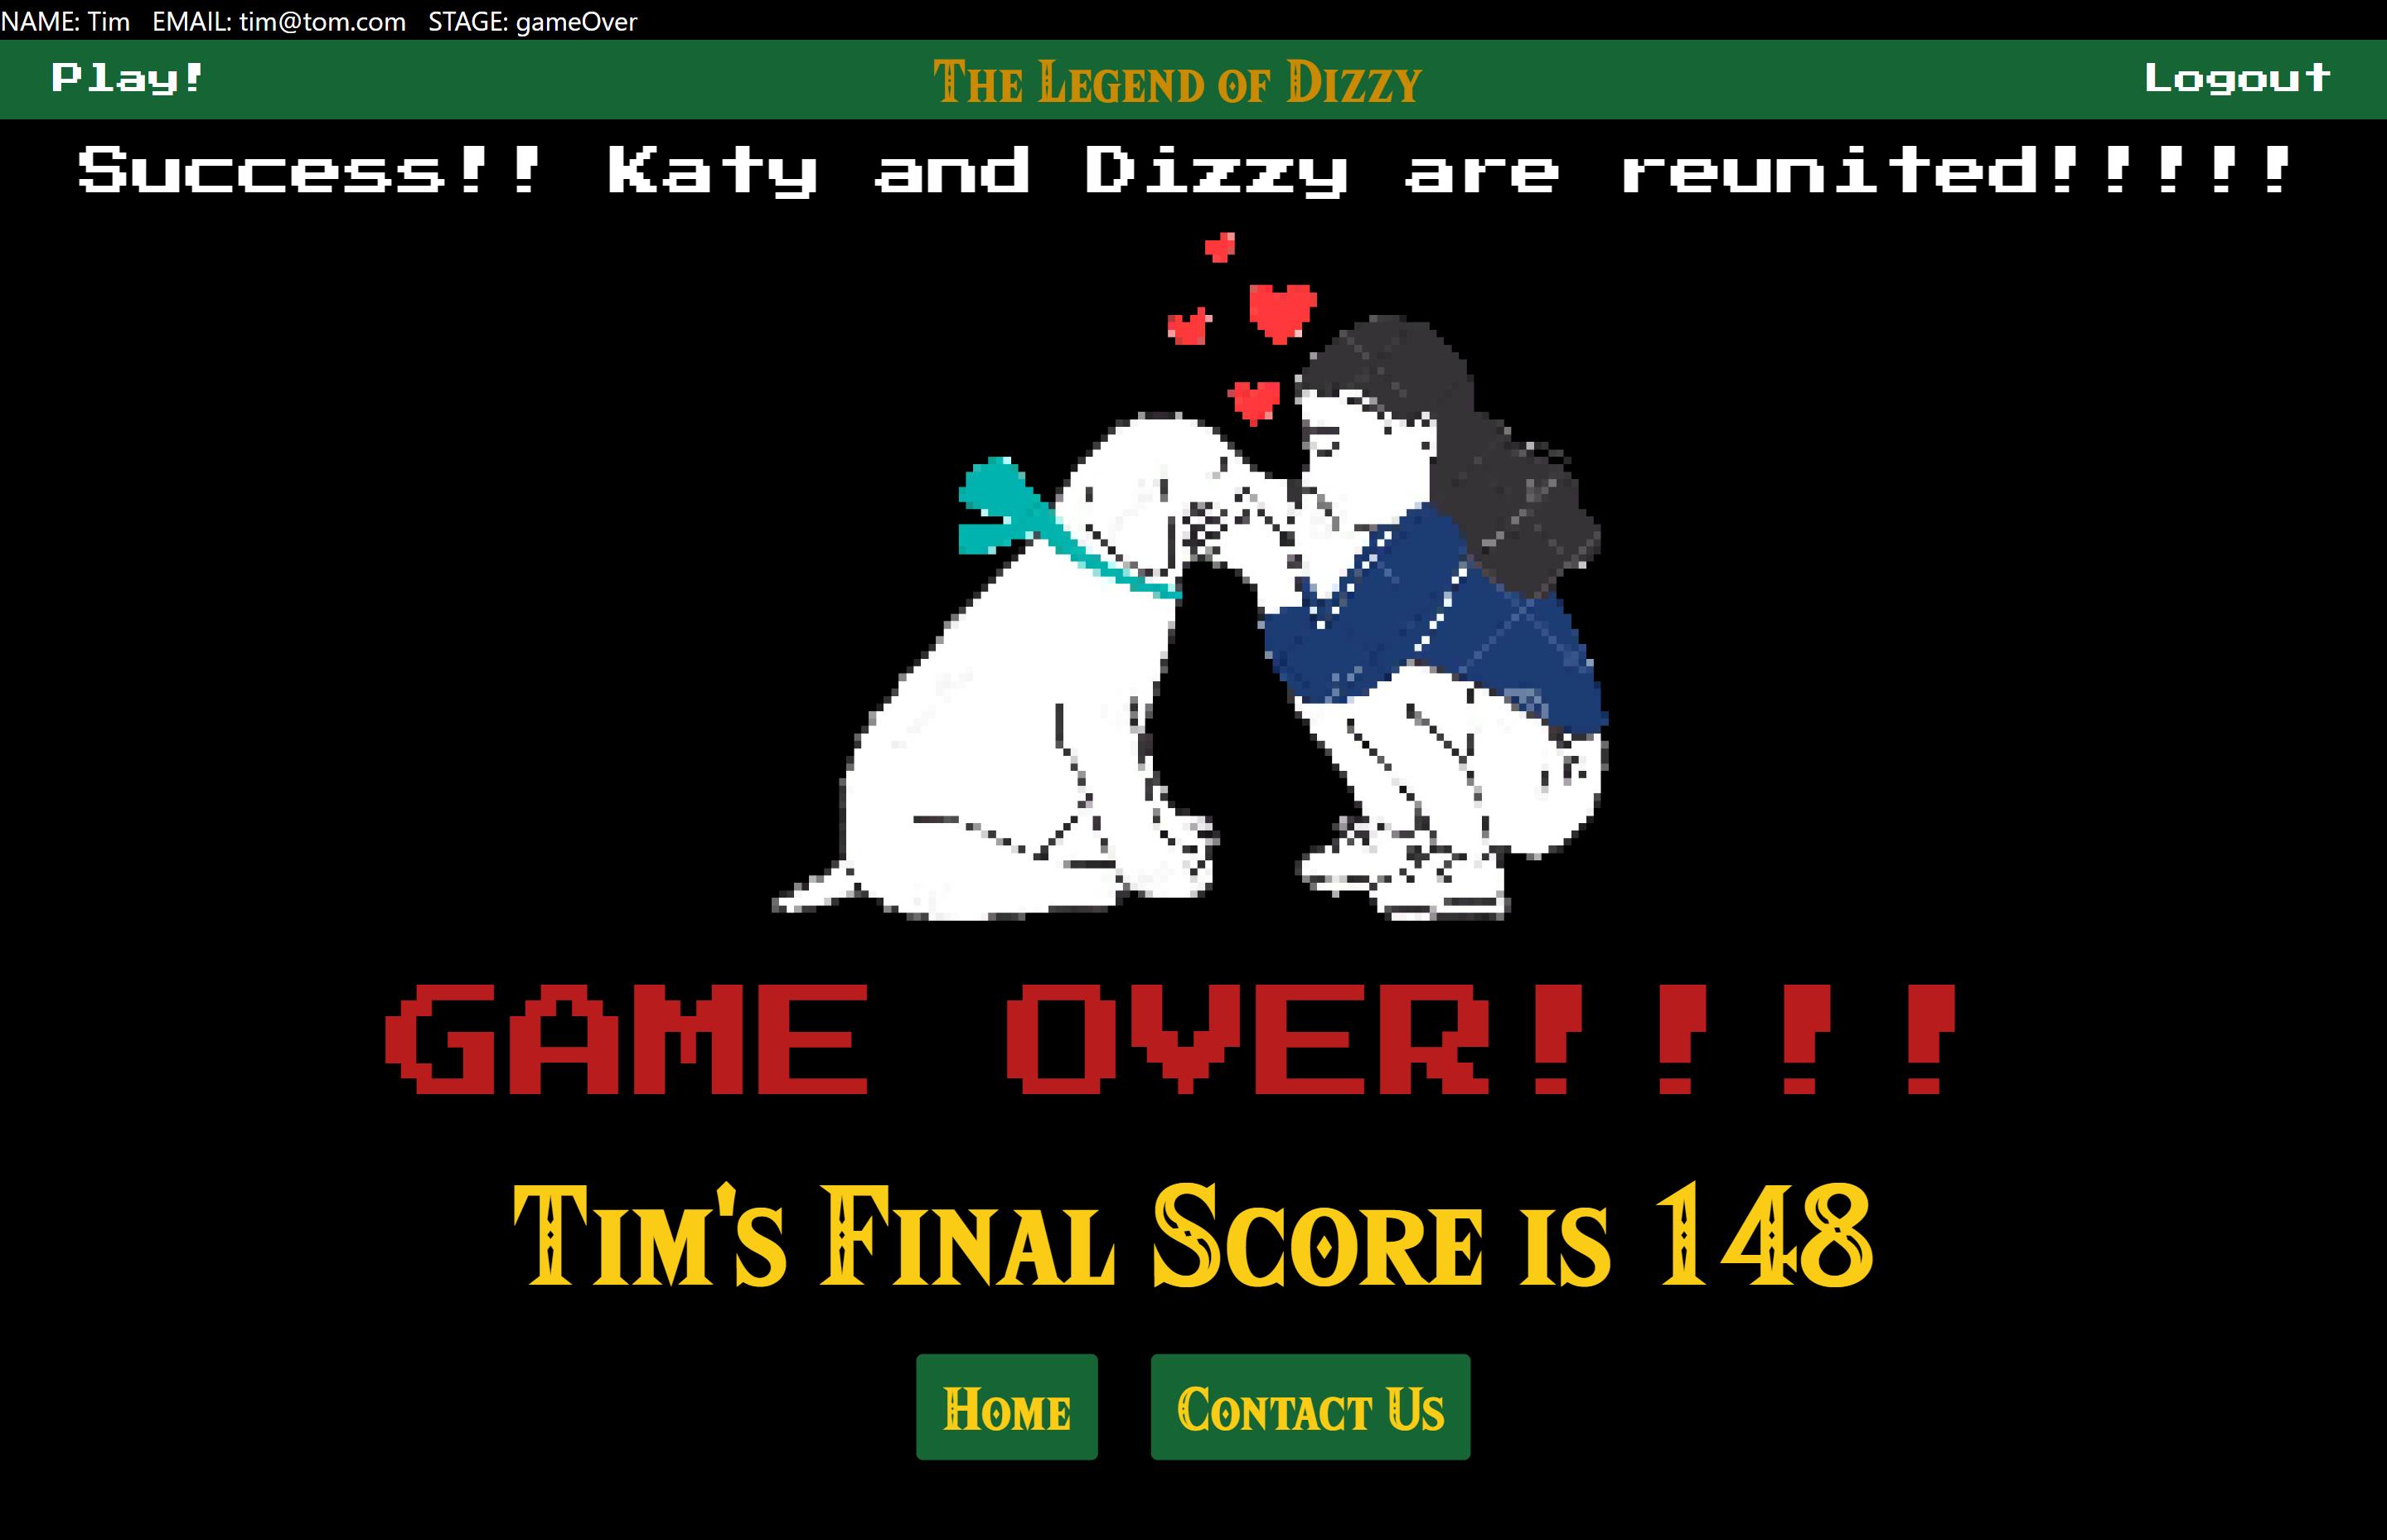 NAME: Tim EMAIL: tim@tom.com STAGE: gameOver
Play! The Legend of Dizzy Logout
Success!! Katy and Dizzy are reunited!!!!!
GAME OVER!!!!
Tim's Final Score is 148
Home Contact Us